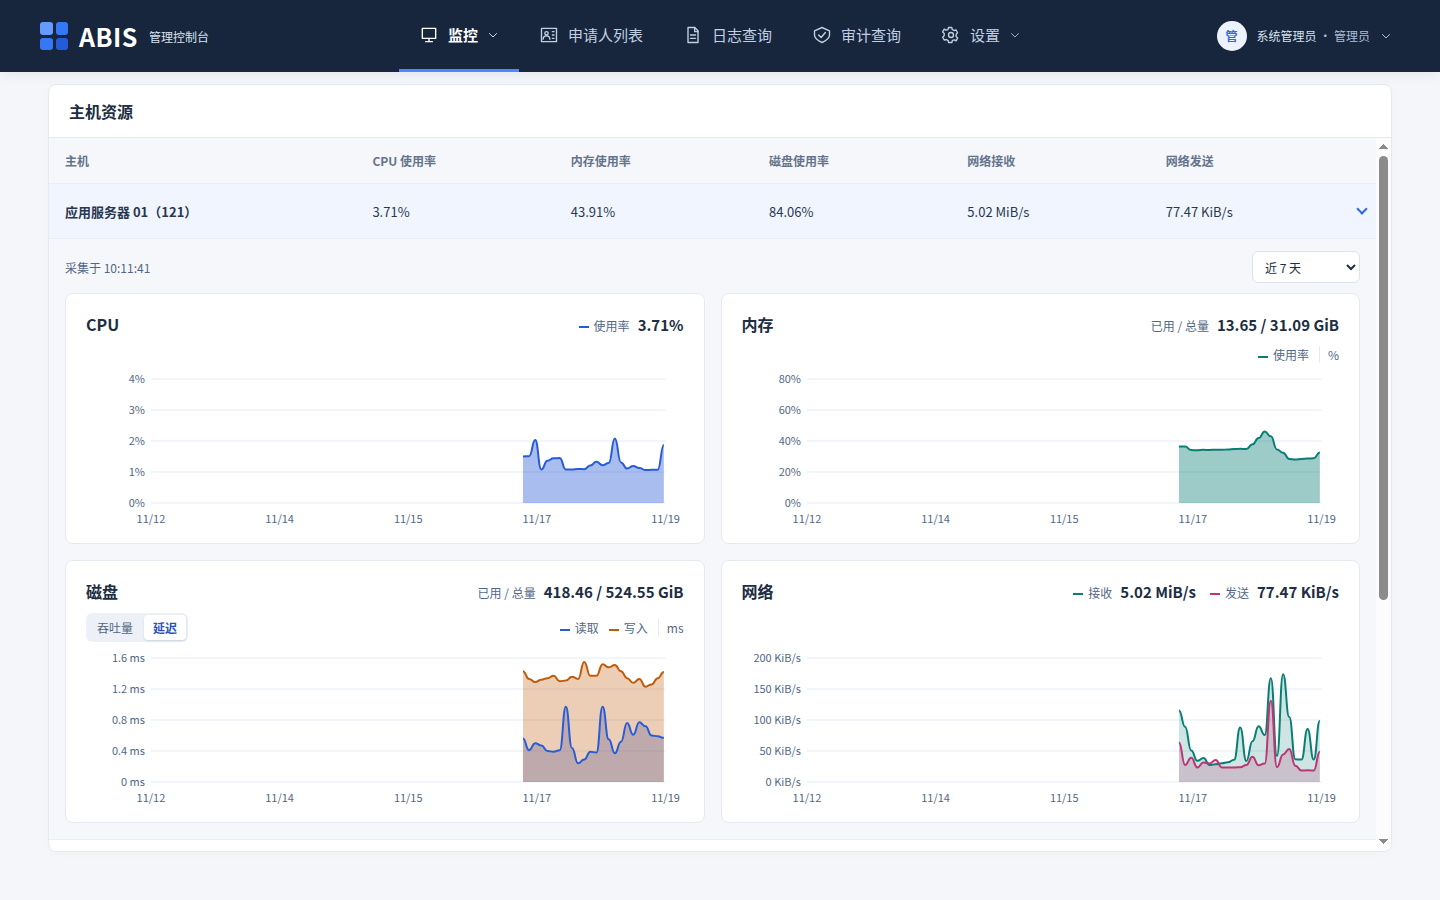 ABIS 管理控制台 监控 申请人列表 日志查询 审计查询 设置 管 系统管理员 · 管理员
主机资源
主机 CPU 使用率 内存使用率 磁盘使用率 网络接收 网络发送
应用服务器 01（121） 3.71% 43.91% 84.06% 5.02 MiB/s 77.47 KiB/s
采集于 10:11:41 近 7 天
CPU 使用率 3.71%
4%
3%
2%
1%
0%
11/12 11/14 11/15 11/17 11/19
内存 已用 / 总量 13.65 / 31.09 GiB
使用率 %
80%
60%
40%
20%
0%
11/12 11/14 11/15 11/17 11/19
磁盘 已用 / 总量 418.46 / 524.55 GiB
吞吐量 延迟 读取 写入 ms
1.6 ms
1.2 ms
0.8 ms
0.4 ms
0 ms
11/12 11/14 11/15 11/17 11/19
网络 接收 5.02 MiB/s 发送 77.47 KiB/s
200 KiB/s
150 KiB/s
100 KiB/s
50 KiB/s
0 KiB/s
11/12 11/14 11/15 11/17 11/19